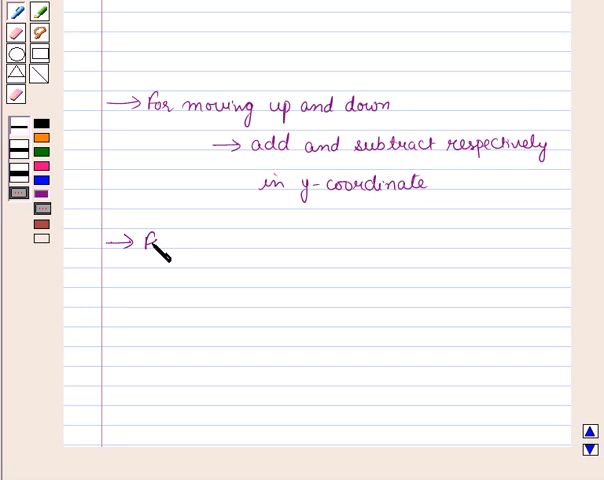 → For moving up and down
→ add and subtract respectively
in y-coordinate
→ F